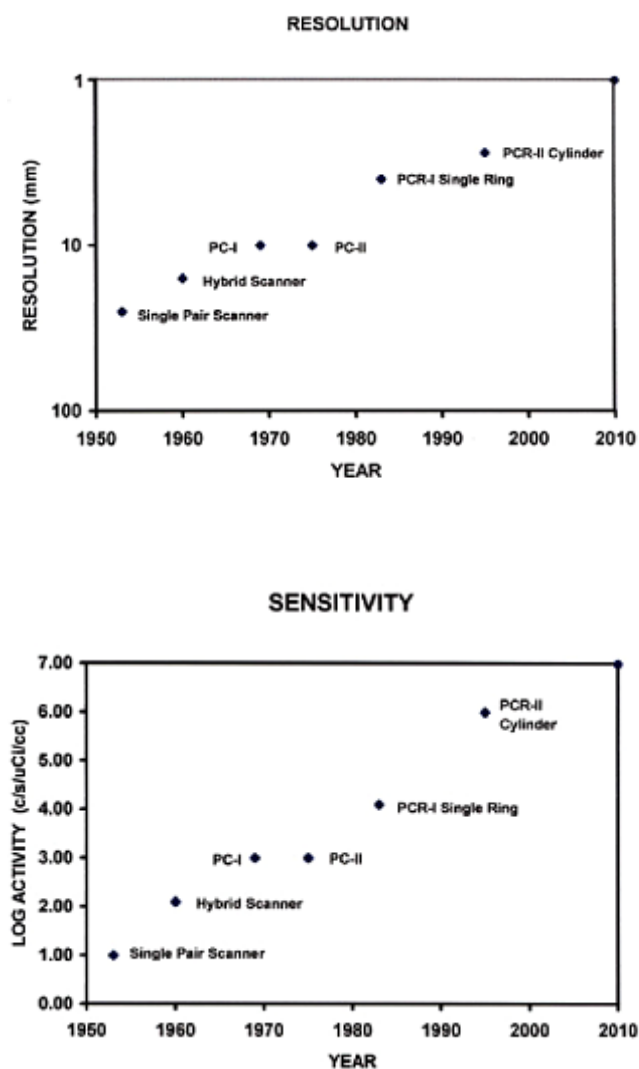 RESOLUTION
1
10
100
RESOLUTION (mm)
PCR-II Cylinder
PCR-I Single Ring
PC-I
PC-II
Hybrid Scanner
Single Pair Scanner
1950 1960 1970 1980 1990 2000 2010
YEAR
SENSITIVITY
7.00
6.00
5.00
4.00
3.00
2.00
1.00
0.00
LOG ACTIVITY (c/s/uCi/cc)
PCR-II
Cylinder
PCR-I Single Ring
PC-I
PC-II
Hybrid Scanner
Single Pair Scanner
1950 1960 1970 1980 1990 2000 2010
YEAR